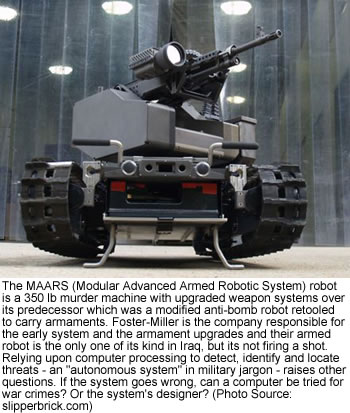 The MAARS (Modular Advanced Armed Robotic System) robot
is a 350 lb murder machine with upgraded weapon systems over
its predecessor which was a modified anti-bomb robot retooled
to carry armaments. Foster-Miller is the company responsible for
the early system and the armament upgrades and their armed
robot is the only one of its kind in Iraq, but its not firing a shot.
Relying upon computer processing to detect, identify and locate
threats - an "autonomous system" in military jargon - raises other
questions. If the system goes wrong, can a computer be tried for
war crimes? Or the system's designer? (Photo Source:
slipperbrick.com)